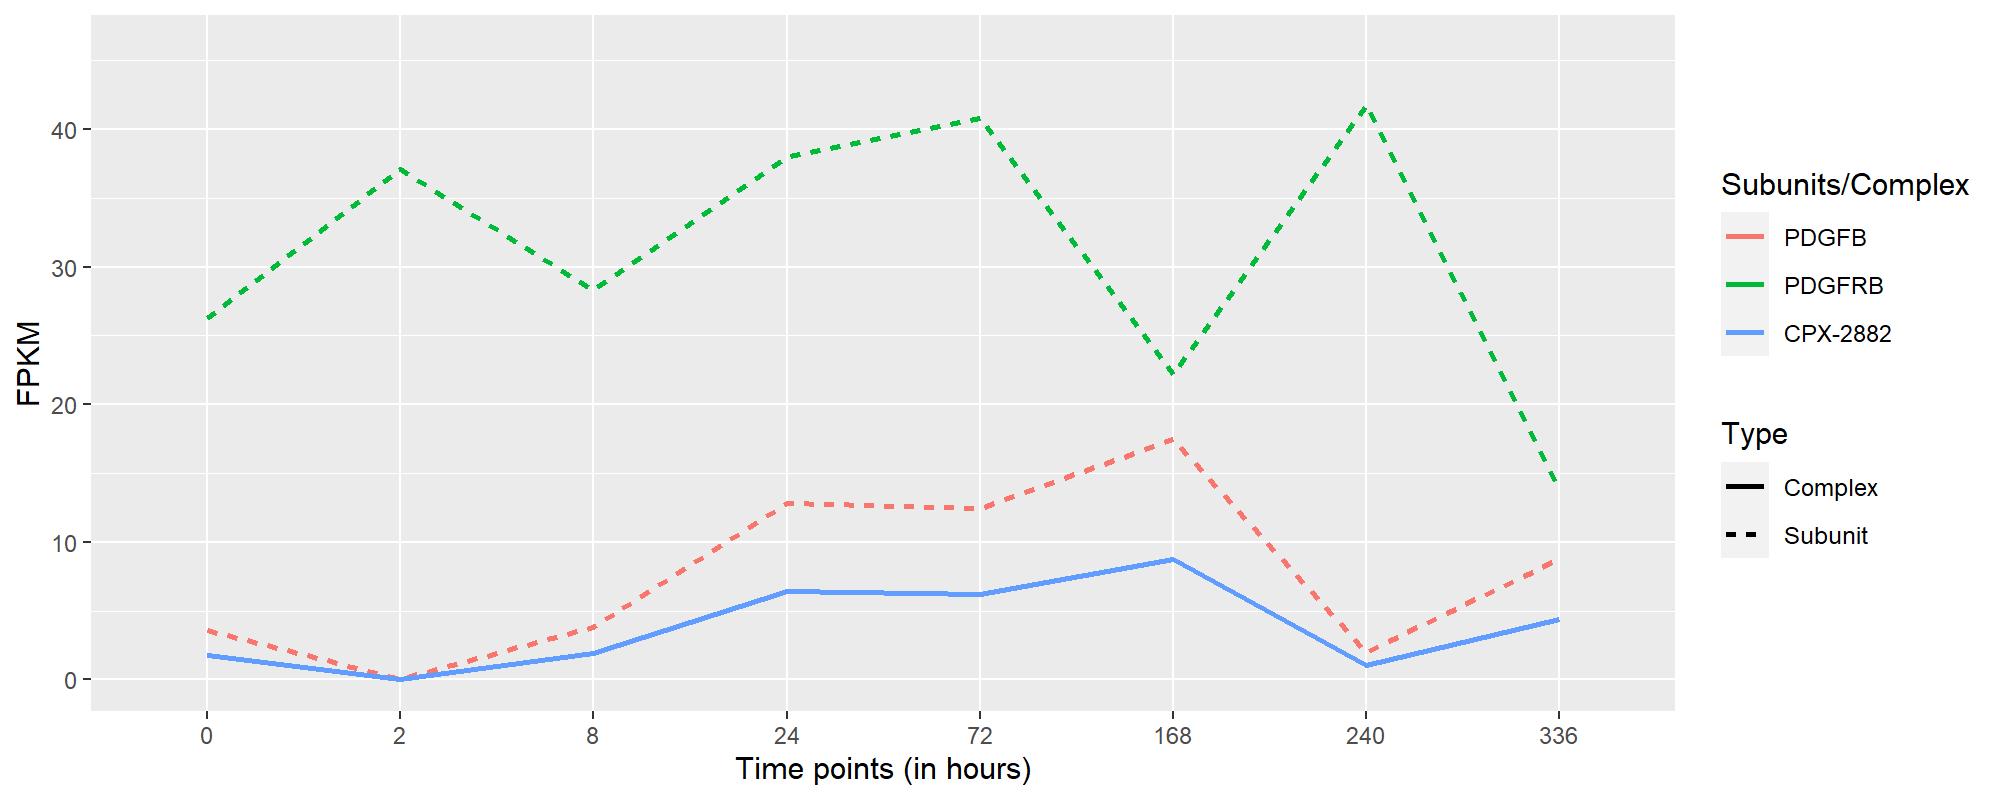 FPKM
40
30
20
10
0
0 2 8 24 72 168 240 336
Time points (in hours)
Subunits/Complex
PDGFB
PDGFRB
CPX-2882
Type
Complex
Subunit